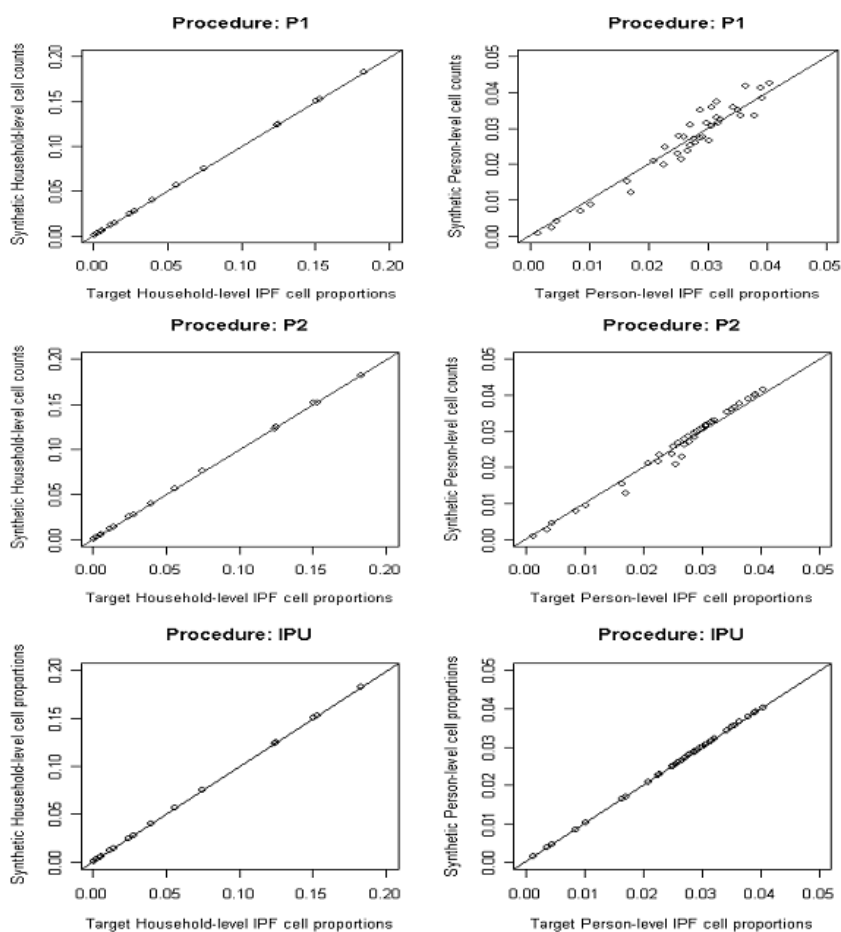 Procedure: P1
Synthetic Household-level cell counts
0.00 0.05 0.10 0.15 0.20
0.00 0.05 0.10 0.15 0.20
Target Household-level IPF cell proportions
Procedure: P1
Synthetic Person-level cell counts
0.00 0.01 0.02 0.03 0.04 0.05
0.00 0.01 0.02 0.03 0.04 0.05
Target Person-level IPF cell proportions
Procedure: P2
Synthetic Household-level cell counts
0.00 0.05 0.10 0.15 0.20
0.00 0.05 0.10 0.15 0.20
Target Household-level IPF cell proportions
Procedure: P2
Synthetic Person-level cell counts
0.00 0.01 0.02 0.03 0.04 0.05
0.00 0.01 0.02 0.03 0.04 0.05
Target Person-level IPF cell proportions
Procedure: IPU
Synthetic Household-level cell proportions
0.00 0.05 0.10 0.15 0.20
0.00 0.05 0.10 0.15 0.20
Target Household-level IPF cell proportions
Procedure: IPU
Synthetic Person-level cell proportions
0.00 0.01 0.02 0.03 0.04 0.05
0.00 0.01 0.02 0.03 0.04 0.05
Target Person-level IPF cell proportions